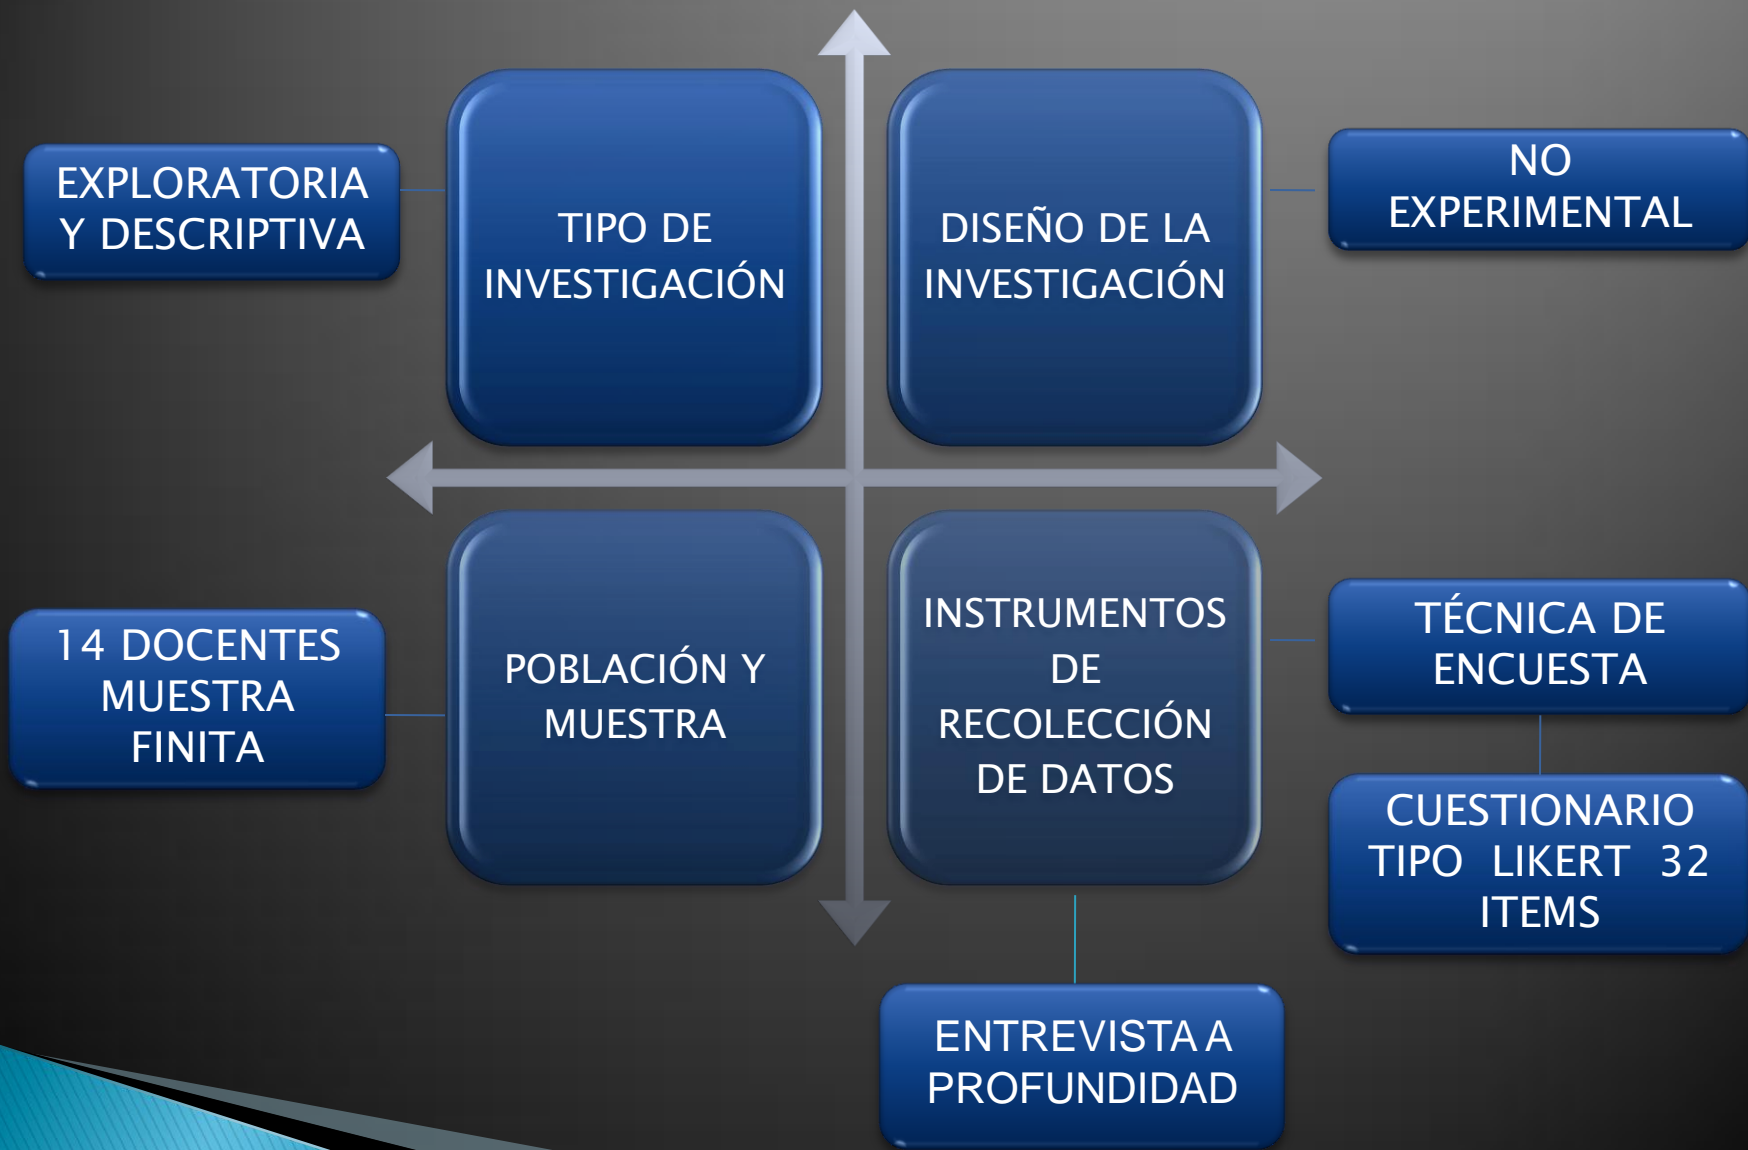 EXPLORATORIA
Y DESCRIPTIVA
TIPO DE
INVESTIGACIÓN
DISEÑO DE LA
INVESTIGACIÓN
NO
EXPERIMENTAL
14 DOCENTES
MUESTRA
FINITA
POBLACIÓN Y
MUESTRA
INSTRUMENTOS
DE
RECOLECCIÓN
DE DATOS
TÉCNICA DE
ENCUESTA
CUESTIONARIO
TIPO LIKERT 32
ITEMS
ENTREVISTA A
PROFUNDIDAD